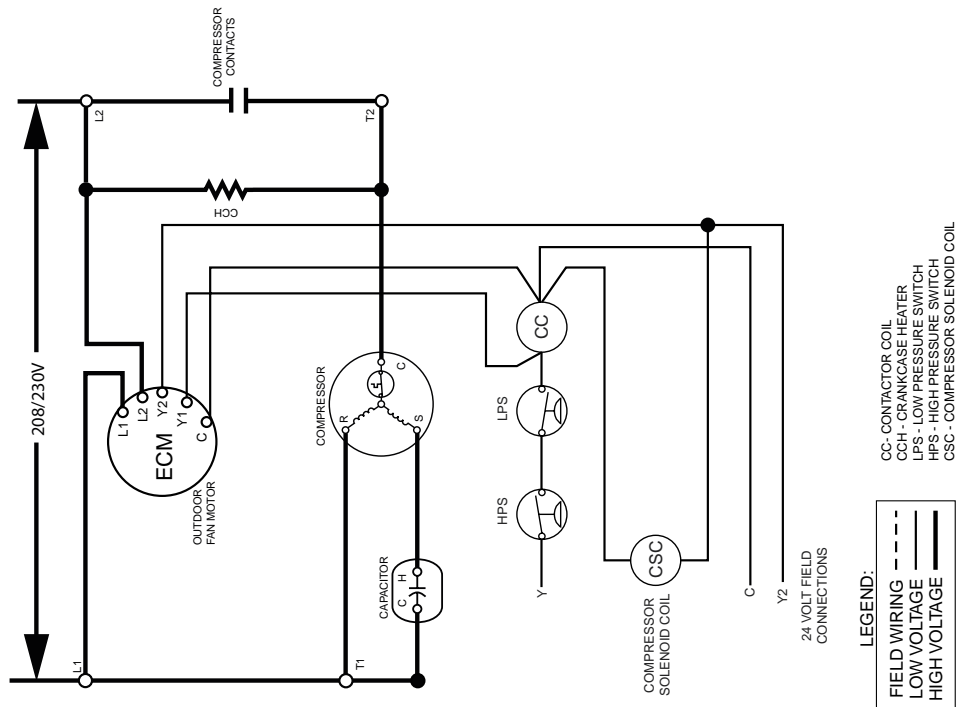 208/230V
L1
L2
COMPRESSOR
CONTACTS
T2
CCH
L1
L2
Y2
Y1
C
ECM
OUTDOOR
FAN MOTOR
COMPRESSOR
R
S
C
T1
CAPACITOR
C
H
CC
LPS
HPS
Y
CSC
COMPRESSOR
SOLENOID COIL
C
Y2
24 VOLT FIELD
CONNECTIONS
LEGEND:
FIELD WIRING
LOW VOLTAGE
HIGH VOLTAGE
CC- CONTACTOR COIL
CCH - CRANKCASE HEATER
LPS - LOW PRESSURE SWITCH
HPS - HIGH PRESSURE SWITCH
CSC - COMPRESSOR SOLENOID COIL